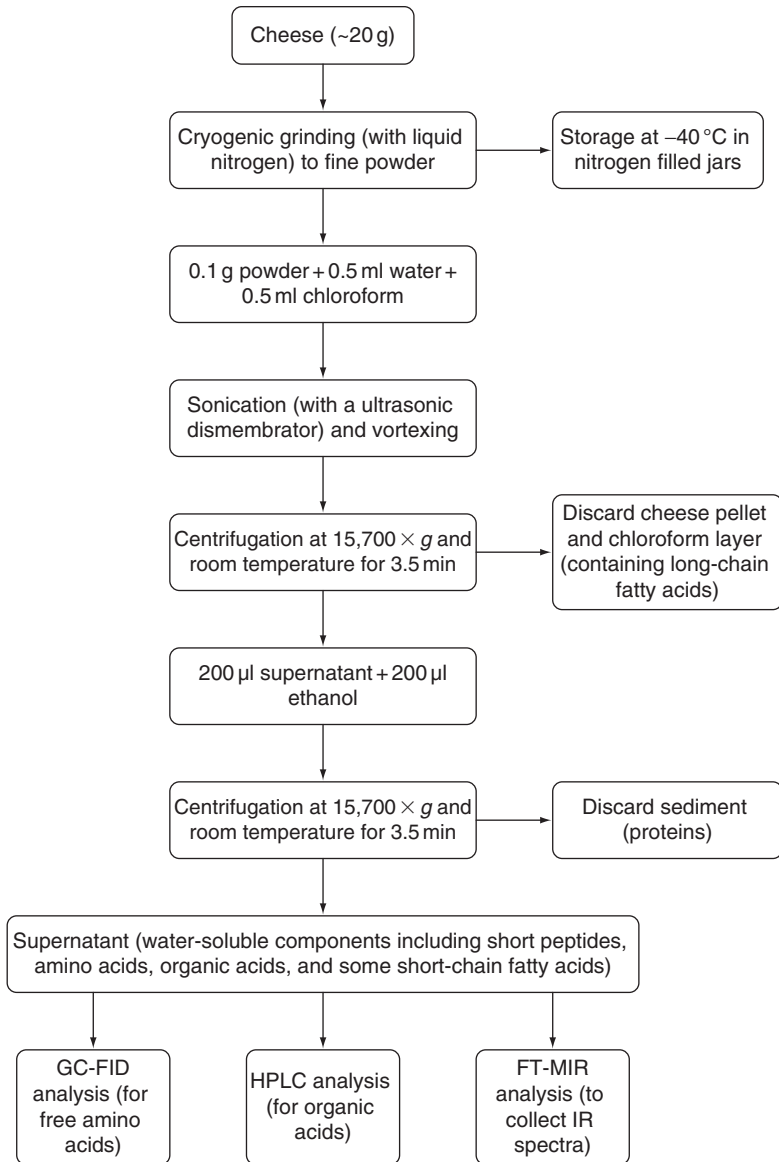 Cheese (~20 g)
Cryogenic grinding (with liquid
nitrogen) to fine powder
Storage at −40 °C in
nitrogen filled jars
0.1 g powder + 0.5 ml water +
0.5 ml chloroform
Sonication (with a ultrasonic
dismembrator) and vortexing
Centrifugation at 15,700 × g and
room temperature for 3.5 min
Discard cheese pellet
and chloroform layer
(containing long-chain
fatty acids)
200 µl supernatant + 200 µl
ethanol
Centrifugation at 15,700 × g and
room temperature for 3.5 min
Discard sediment
(proteins)
Supernatant (water-soluble components including short peptides,
amino acids, organic acids, and some short-chain fatty acids)
GC-FID
analysis (for
free amino
acids)
HPLC analysis
(for organic
acids)
FT-MIR
analysis (to
collect IR
spectra)